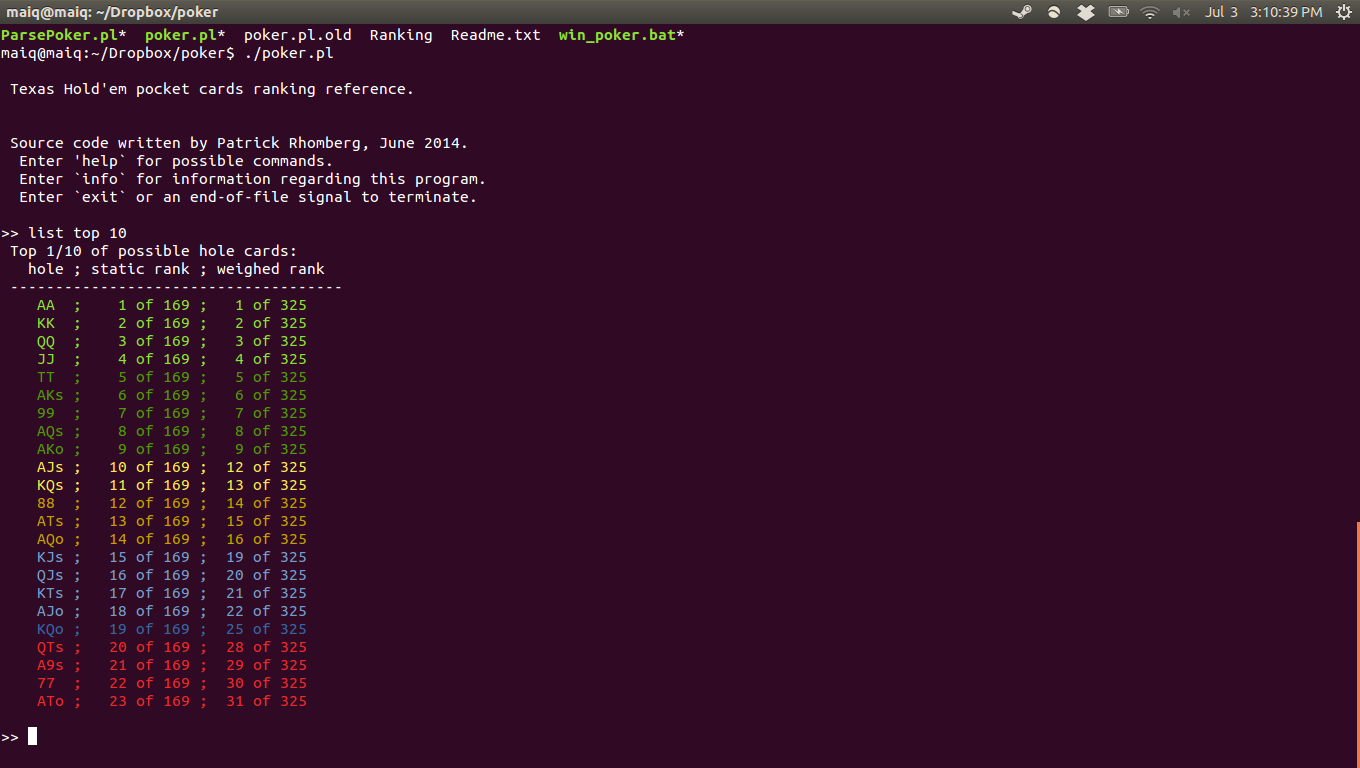 maiq@maiq: ~/Dropbox/poker Jul 3 3:10:39 PM
ParsePoker.pl* poker.pl* poker.pl.old Ranking Readme.txt win_poker.bat*
maiq@maiq:~/Dropbox/poker$ ./poker.pl
Texas Hold'em pocket cards ranking reference.
Source code written by Patrick Rhomberg, June 2014.
Enter 'help` for possible commands.
Enter `info` for information regarding this program.
Enter `exit` or an end-of-file signal to terminate.
>> list top 10
Top 1/10 of possible hole cards:
hole ; static rank ; weighed rank
-------------------------------------
AA ; 1 of 169 ; 1 of 325
KK ; 2 of 169 ; 2 of 325
QQ ; 3 of 169 ; 3 of 325
JJ ; 4 of 169 ; 4 of 325
TT ; 5 of 169 ; 5 of 325
AKs ; 6 of 169 ; 6 of 325
99 ; 7 of 169 ; 7 of 325
AQs ; 8 of 169 ; 8 of 325
AKo ; 9 of 169 ; 9 of 325
AJs ; 10 of 169 ; 12 of 325
KQs ; 11 of 169 ; 13 of 325
88 ; 12 of 169 ; 14 of 325
ATs ; 13 of 169 ; 15 of 325
AQo ; 14 of 169 ; 16 of 325
KJs ; 15 of 169 ; 19 of 325
QJs ; 16 of 169 ; 20 of 325
KTs ; 17 of 169 ; 21 of 325
AJo ; 18 of 169 ; 22 of 325
KQo ; 19 of 169 ; 25 of 325
QTs ; 20 of 169 ; 28 of 325
A9s ; 21 of 169 ; 29 of 325
77 ; 22 of 169 ; 30 of 325
ATo ; 23 of 169 ; 31 of 325
>>